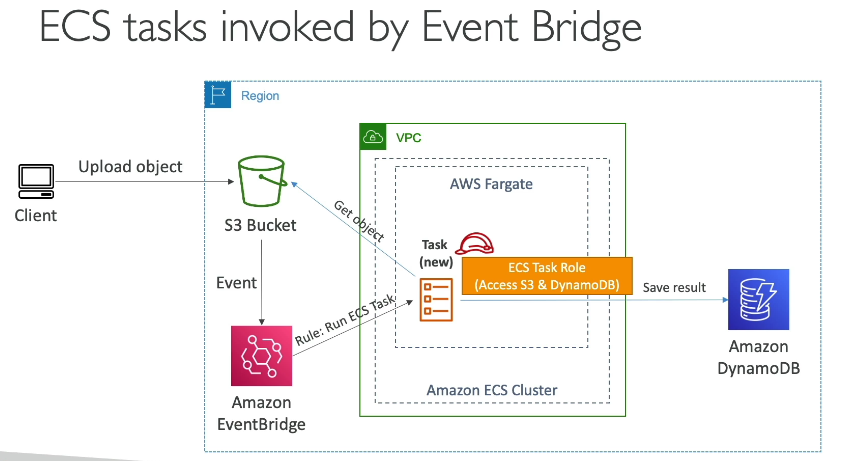 ECS tasks invoked by Event Bridge
Region
VPC
Upload object
AWS Fargate
Client
S3 Bucket
Get object
Task
(new)
ECS Task Role
(Access S3 & DynamoDB)
Event
Rule: Run ECS Task
Save result
Amazon
DynamoDB
Amazon ECS Cluster
Amazon
EventBridge